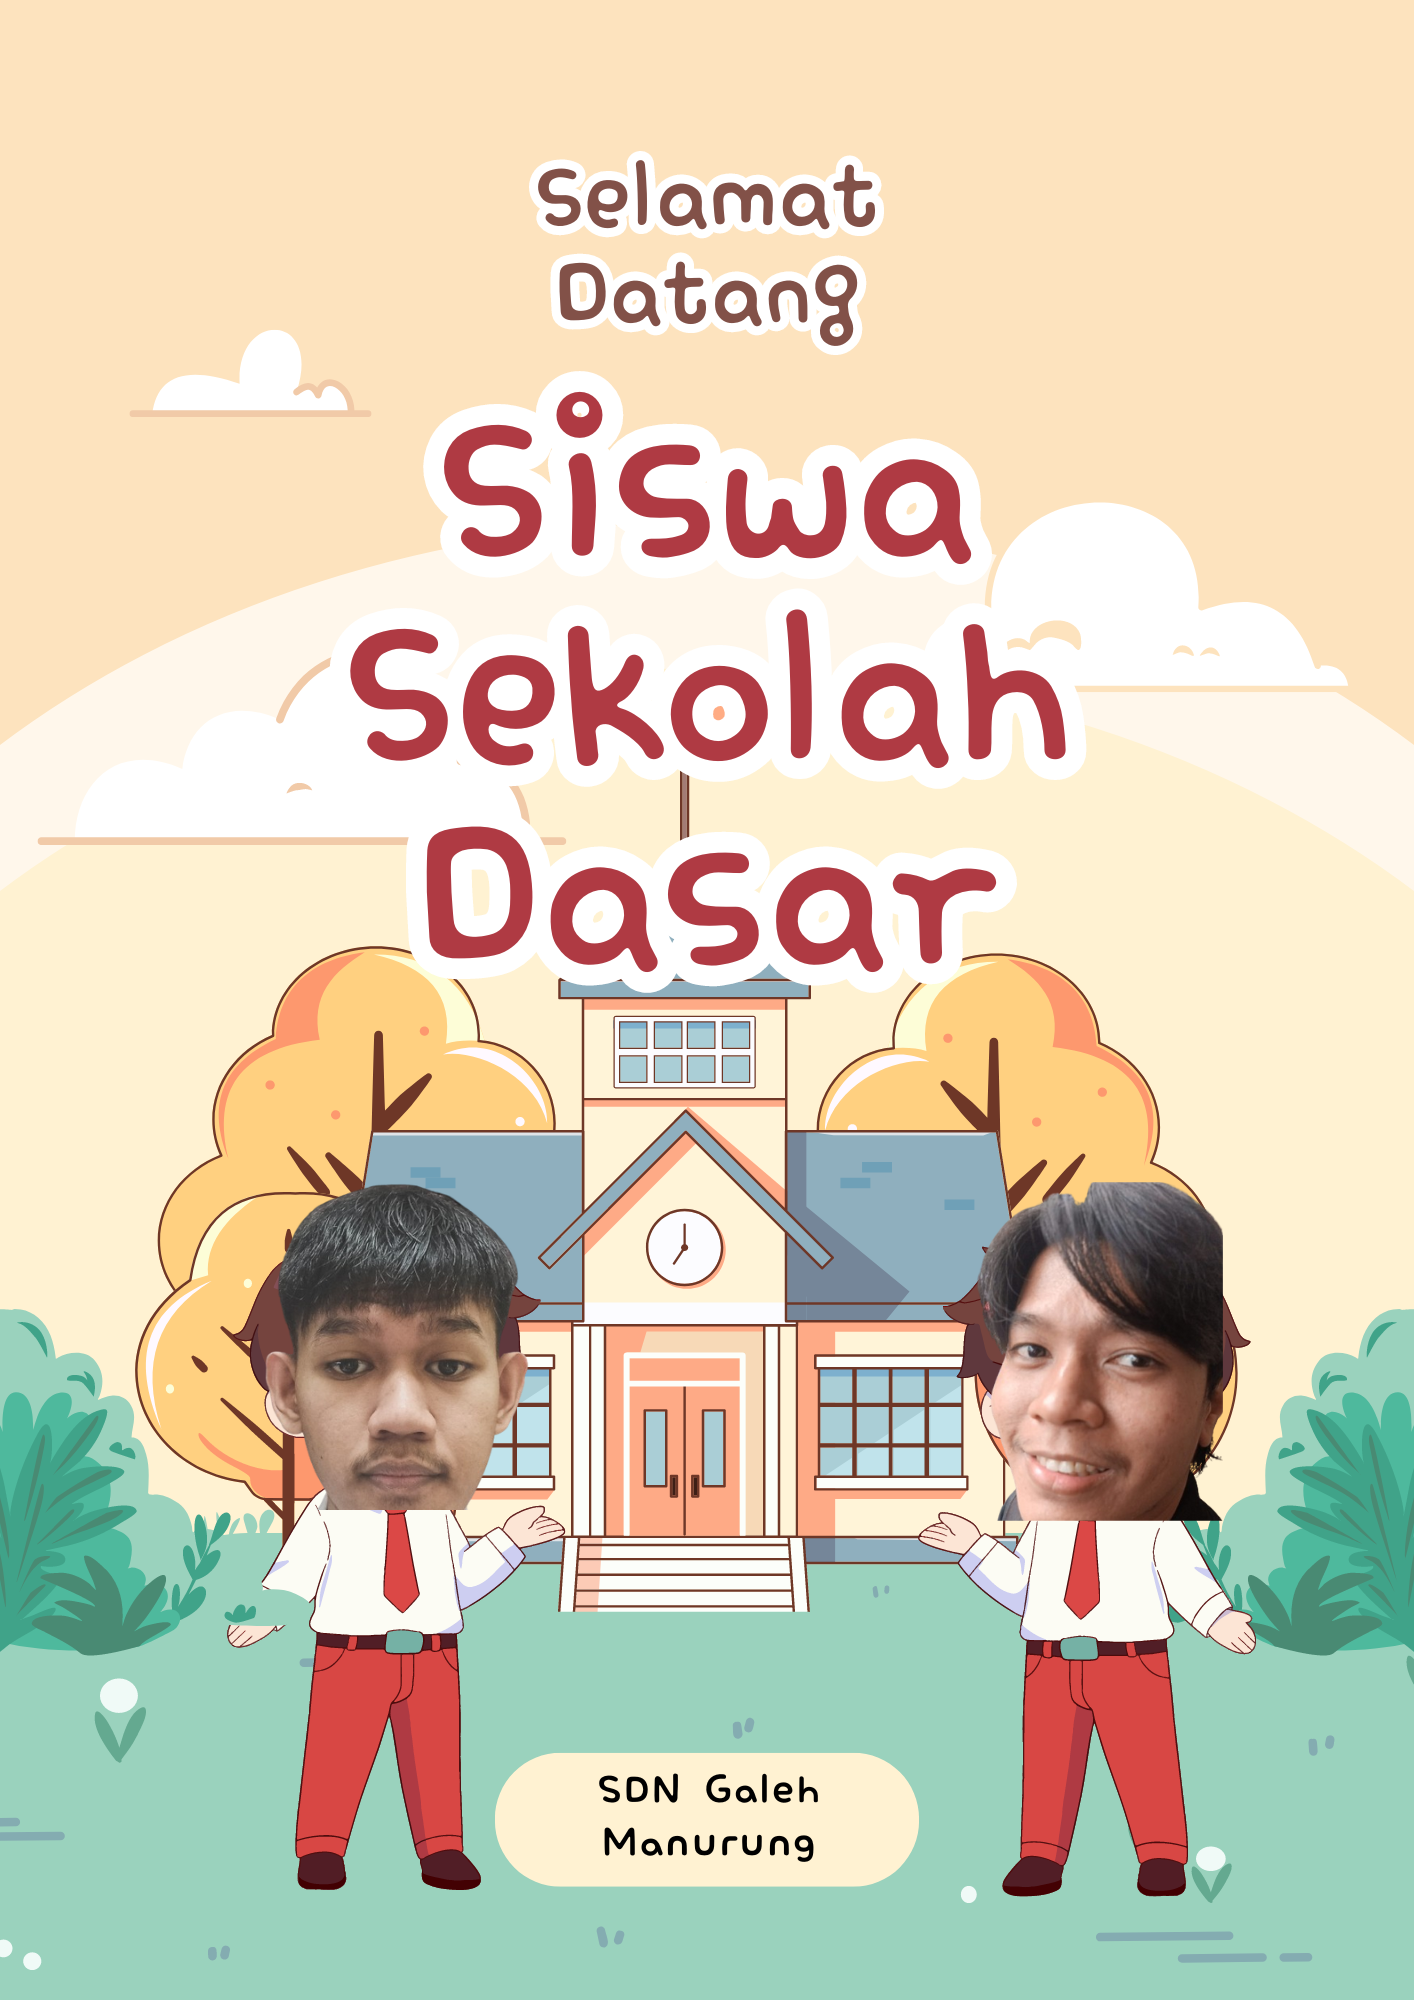 Selamat
Datang
Siswa
Sekolah
Dasar
SDN Galeh
Manurung